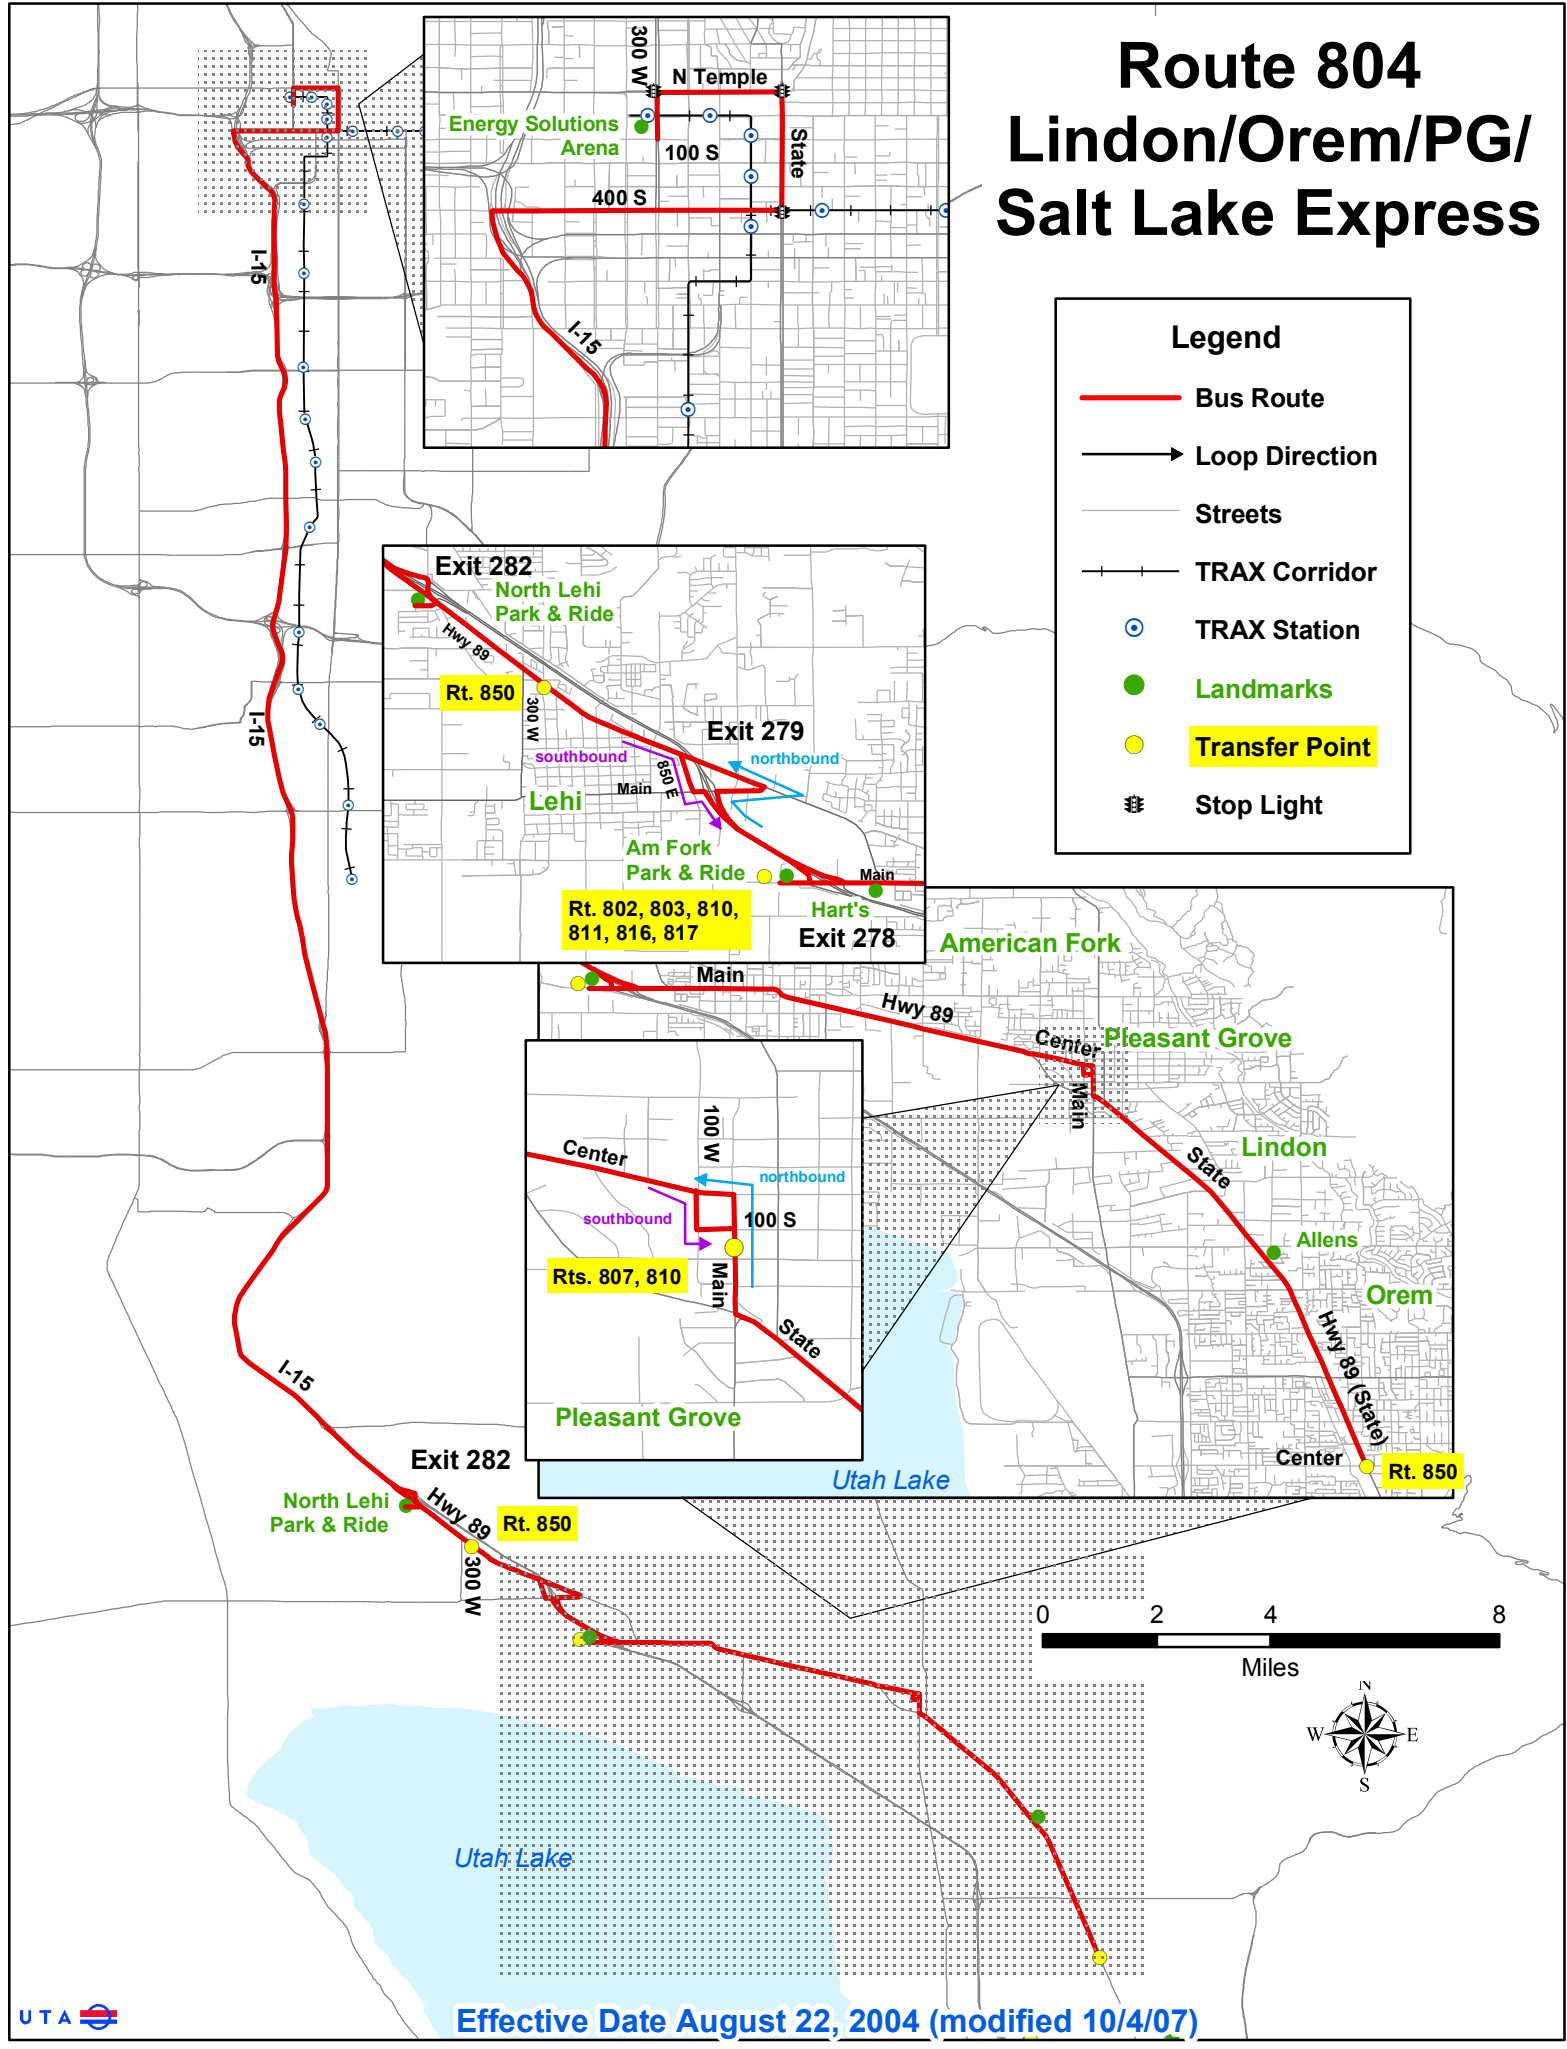 Route 804
Lindon/Orem/PG/
Salt Lake Express
300 W
N Temple
Energy Solutions
Arena
100 S
State
400 S
I-15
I-15
I-15
Legend
Bus Route
Loop Direction
Streets
TRAX Corridor
TRAX Station
Landmarks
Transfer Point
Stop Light
Exit 282
North Lehi
Park & Ride
Hwy 89
Rt. 850
300 W
Exit 279
southbound
northbound
850 E
Main
Lehi
Am Fork
Park & Ride
Main
Rt. 802, 803, 810,
811, 816, 817
Hart's
Exit 278
American Fork
Main
Hwy 89
Center
Pleasant Grove
Main
Lindon
State
Allens
Orem
Hwy 89 (State)
Center
Rt. 850
Utah Lake
100 W
Center
northbound
southbound
100 S
Rts. 807, 810
Main
State
Pleasant Grove
I-15
Exit 282
North Lehi
Park & Ride
Hwy 89
Rt. 850
300 W
0 2 4 8
Miles
N
W E
S
Utah Lake
UTA
Effective Date August 22, 2004 (modified 10/4/07)